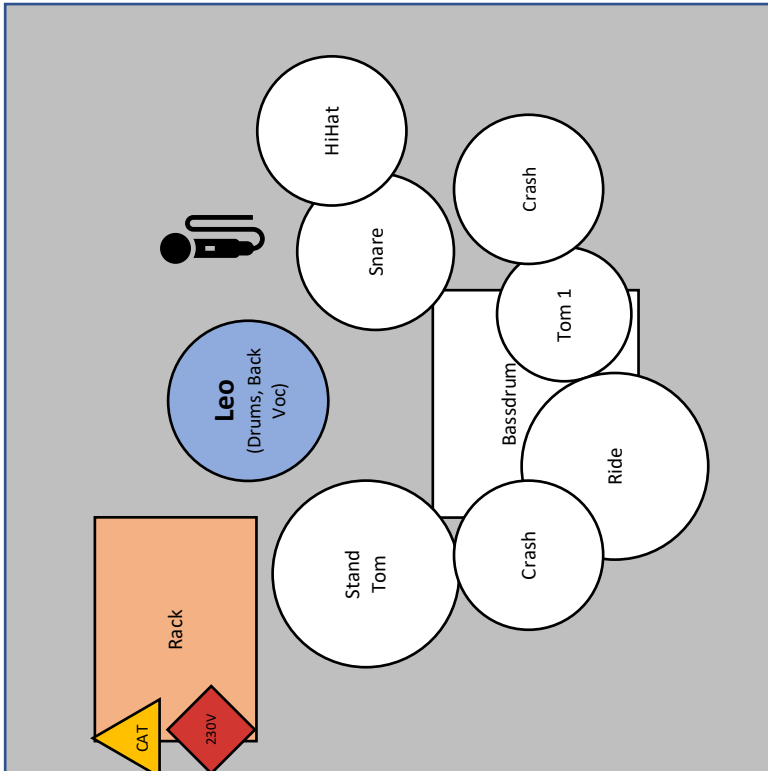 HiHat
Crash
Snare
Tom 1
Leo
(Drums, Back
Voc)
Bassdrum
Ride
Stand
Tom
Crash
Rack
CAT
230V